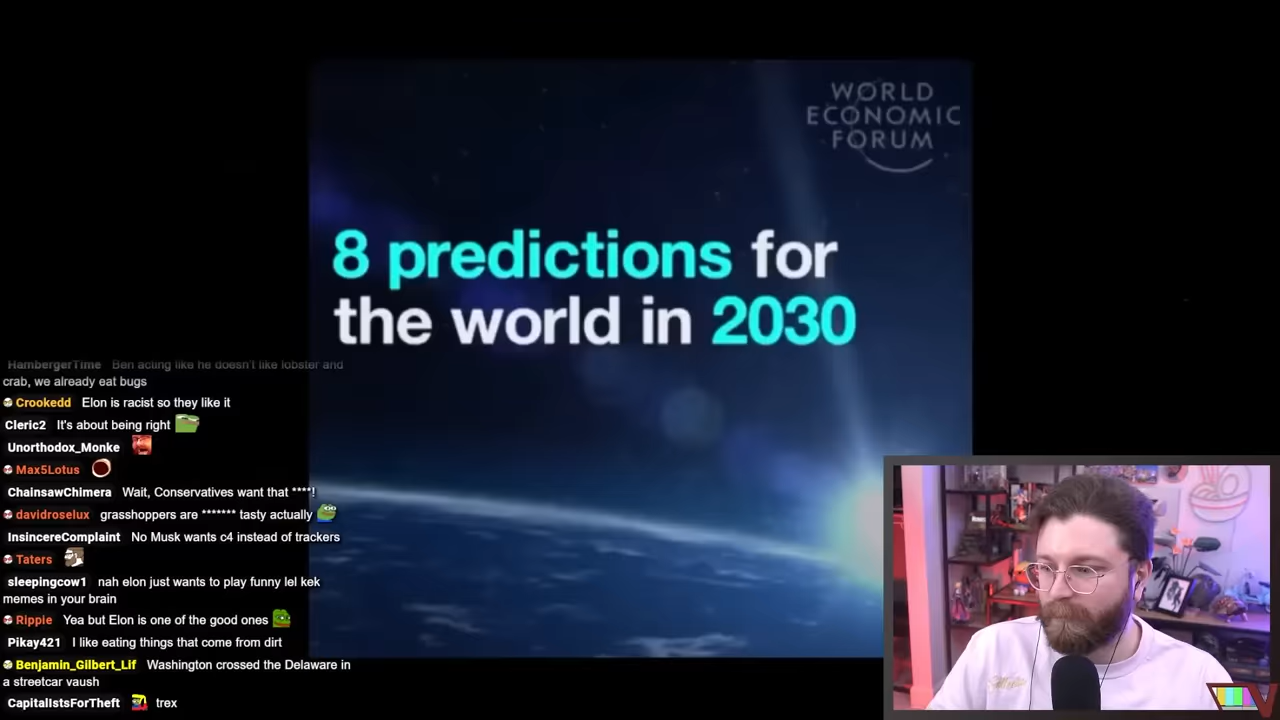 WORLD
ECONOMIC
FORUM
8 predictions for
the world in 2030
HambergerTime Ben acting like he doesn't like lobster and
crab, we already eat bugs
Crookedd Elon is racist so they like it
Cleric2 It's about being right
Unorthodox_Monke
Max5Lotus
ChainsawChimera Wait, Conservatives want that ****!
davidroselux grasshoppers are ******* tasty actually
InsincereComplaint No Musk wants c4 instead of trackers
Taters
sleepingcow1 nah elon just wants to play funny lel kek
memes in your brain
Rippie Yea but Elon is one of the good ones
Pikay421 I like eating things that come from dirt
Benjamin_Gilbert_Lif Washington crossed the Delaware in
a streetcar vaush
CapitalIstsForTheft trex